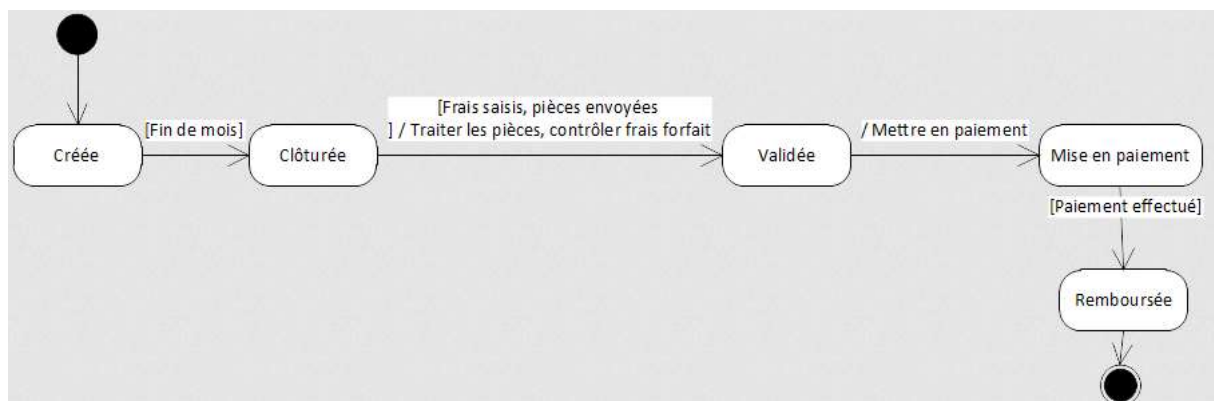 [Frais saisis, pièces envoyées
[Fin de mois]
] / Traiter les pièces, contrôler frais forfait
/ Mettre en paiement
Créée
Clôturée
Validée
Mise en paiement
[Paiement effectué]
Remboursée